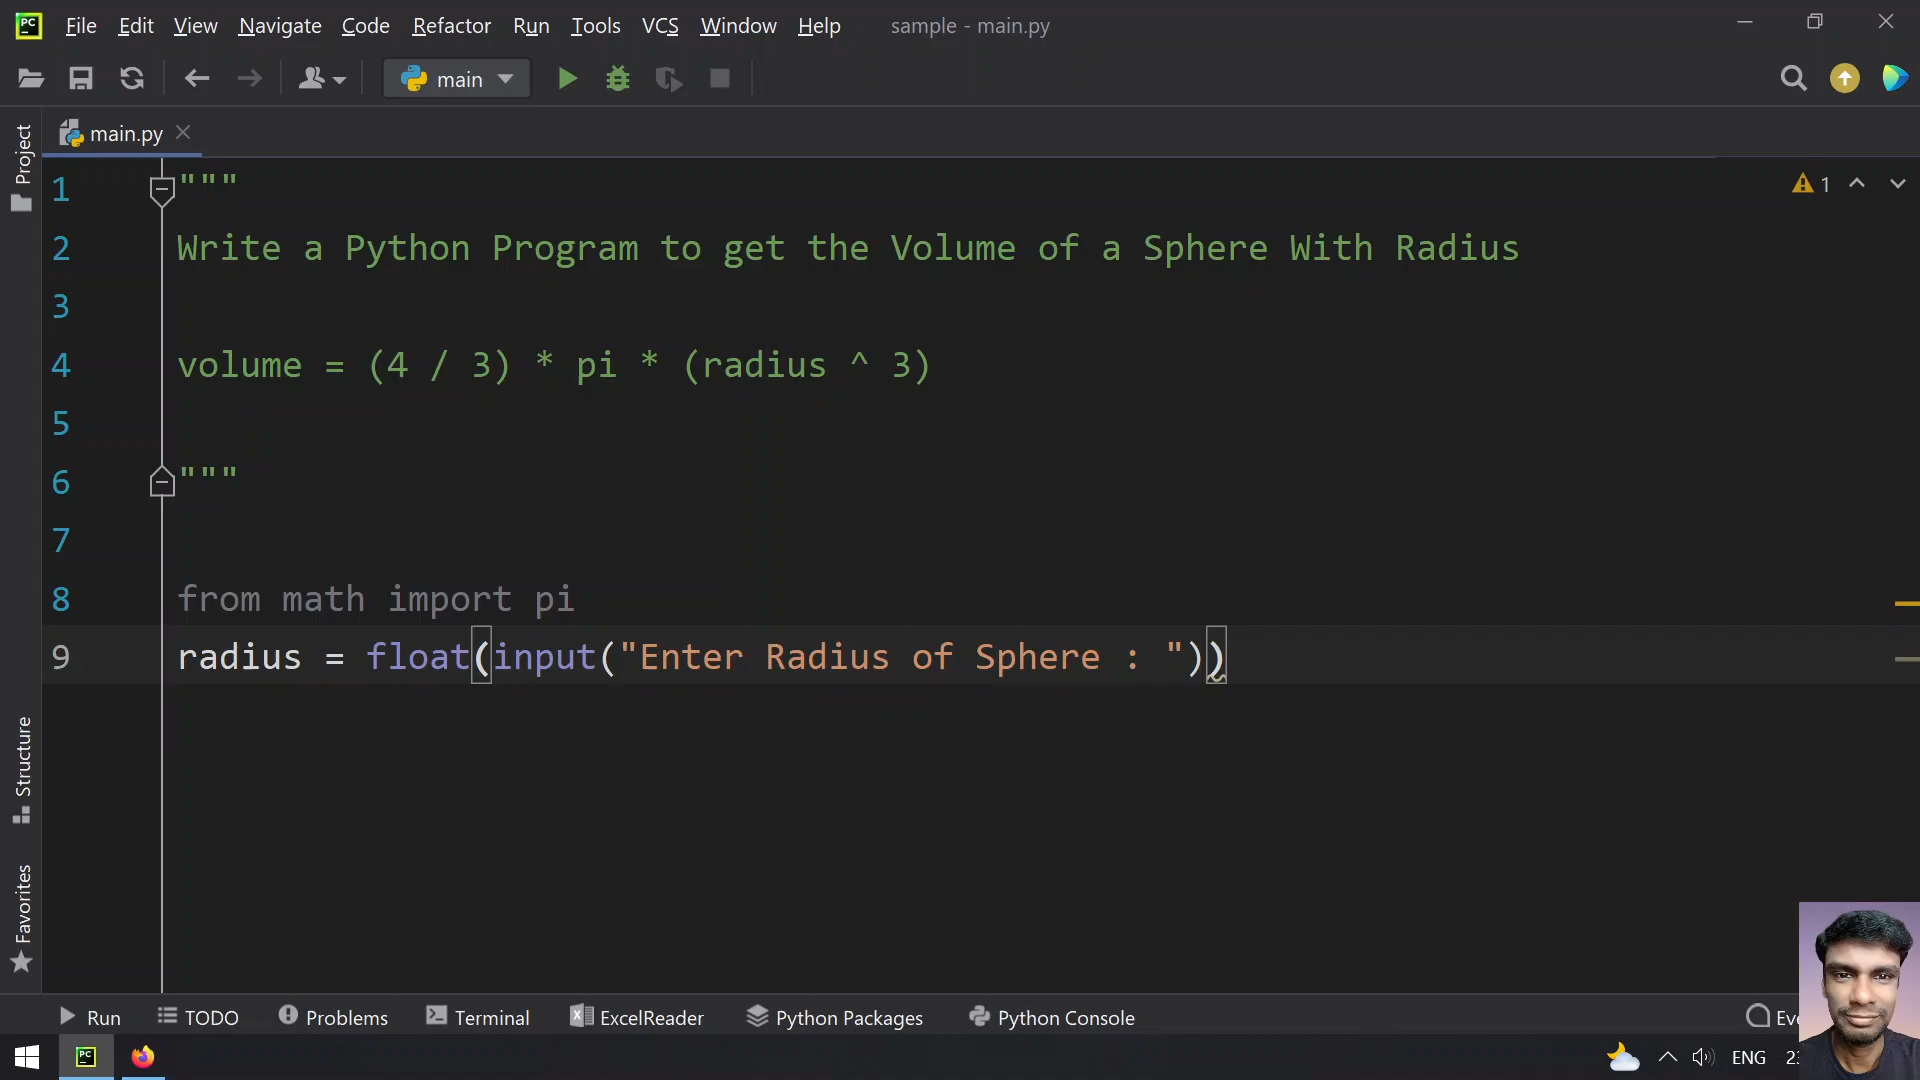 File Edit View Navigate Code Refactor Run Tools VCS Window Help sample - main.py
main
main.py
Project
1 """
1
2 Write a Python Program to get the Volume of a Sphere With Radius
3
4 volume = (4 / 3) * pi * (radius ^ 3)
5
6 """
7
8 from math import pi
9 radius = float(input("Enter Radius of Sphere : "))
Structure
Favorites
Run TODO Problems Terminal ExcelReader Python Packages Python Console
PC
ENG